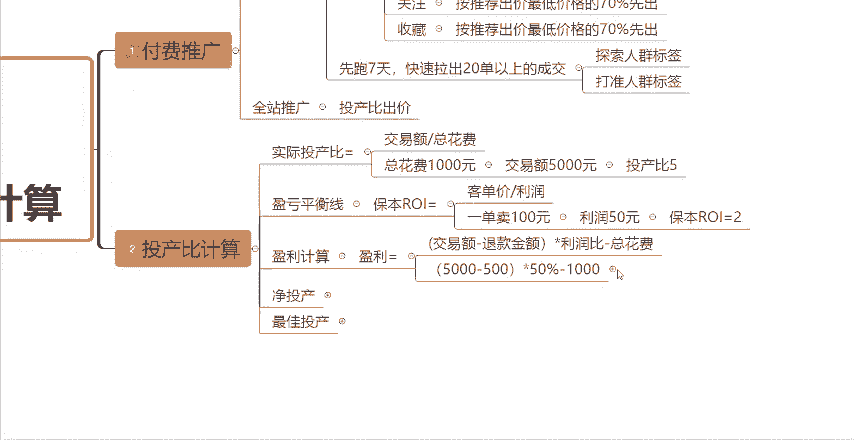 关注
按推荐出价最低价格的70%先出
收藏
按推荐出价最低价格的70%先出
先跑7天，快速拉出20单以上的成交
探索人群标签
打准人群标签
1 付费推广
全站推广
投产比出价
计算
2 投产比计算
实际投产比=
交易额/总花费
总花费1000元
交易额5000元
投产比5
盈亏平衡线
保本ROI=
客单价/利润
一单卖100元
利润50元
保本ROI=2
盈利计算
盈利=
(交易额-退款金额）*利润比-总花费
（5000-500）*50%-1000
净投产
最佳投产